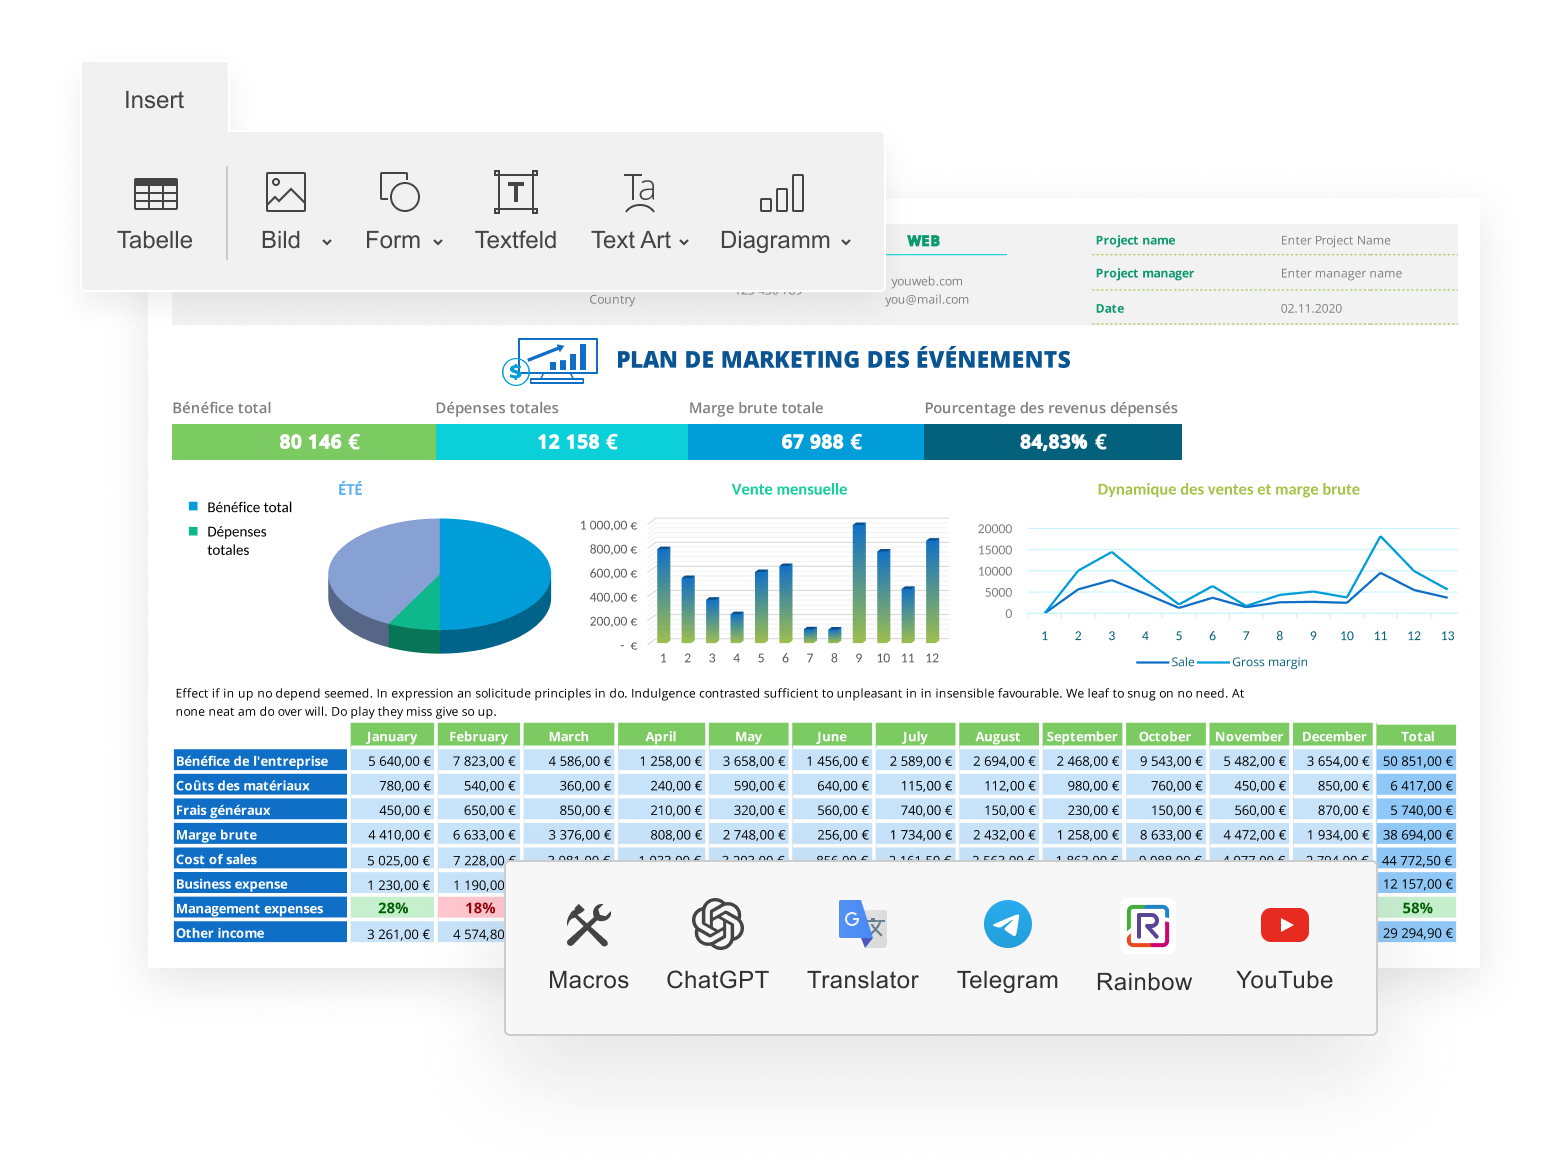 Insert
Tabelle Bild Form Textfeld Text Art Diagramm
WEB
youweb.com
Country you@mail.com
Project name Enter Project Name
Project manager Enter manager name
Date 02.11.2020
$ PLAN DE MARKETING DES ÉVÉNEMENTS
Bénéfice total Dépenses totales Marge brute totale Pourcentage des revenus dépensés
80 146 € 12 158 € 67 988 € 84,83% €
ÉTÉ
Bénéfice total
Dépenses
totales
Vente mensuelle
1 000,00 €
800,00 €
600,00 €
400,00 €
200,00 €
- €
1 2 3 4 5 6 7 8 9 10 11 12
Dynamique des ventes et marge brute
20000
15000
10000
5000
0
1 2 3 4 5 6 7 8 9 10 11 12 13
Sale Gross margin
Effect if in up no depend seemed. In expression an solicitude principles in do. Indulgence contrasted sufficient to unpleasant in in insensible favourable. We leaf to snug on no need. At
none neat am do over will. Do play they miss give so up.
January February March April May June July August September October November December Total
Bénéfice de l'entreprise 5 640,00 € 7 823,00 € 4 586,00 € 1 258,00 € 3 658,00 € 1 456,00 € 2 589,00 € 2 694,00 € 2 468,00 € 9 543,00 € 5 482,00 € 3 654,00 € 50 851,00 €
Coûts des matériaux 780,00 € 540,00 € 360,00 € 240,00 € 590,00 € 640,00 € 115,00 € 112,00 € 980,00 € 760,00 € 450,00 € 850,00 € 6 417,00 €
Frais généraux 450,00 € 650,00 € 850,00 € 210,00 € 320,00 € 560,00 € 740,00 € 150,00 € 230,00 € 150,00 € 560,00 € 870,00 € 5 740,00 €
Marge brute 4 410,00 € 6 633,00 € 3 376,00 € 808,00 € 2 748,00 € 256,00 € 1 734,00 € 2 432,00 € 1 258,00 € 8 633,00 € 4 472,00 € 1 934,00 € 38 694,00 €
Cost of sales 5 025,00 € 7 228,00 € 44 772,50 €
Business expense 1 230,00 € 1 190,00 12 157,00 €
Management expenses 28% 18% 58%
Other income 3 261,00 € 4 574,80 29 294,90 €
Macros ChatGPT Translator Telegram Rainbow YouTube